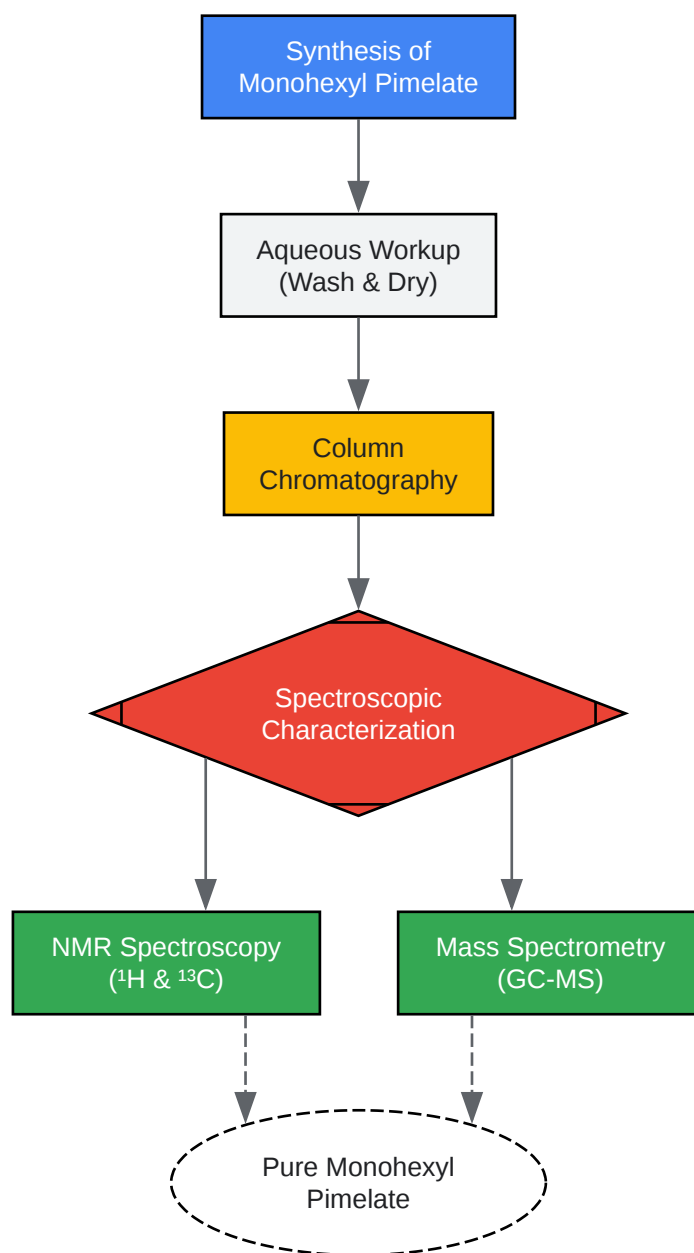 Synthesis of
Monohexyl Pimelate
Aqueous Workup
(Wash & Dry)
Column
Chromatography
Spectroscopic
Characterization
NMR Spectroscopy
(¹H & ¹³C)
Mass Spectrometry
(GC-MS)
Pure Monohexyl
Pimelate